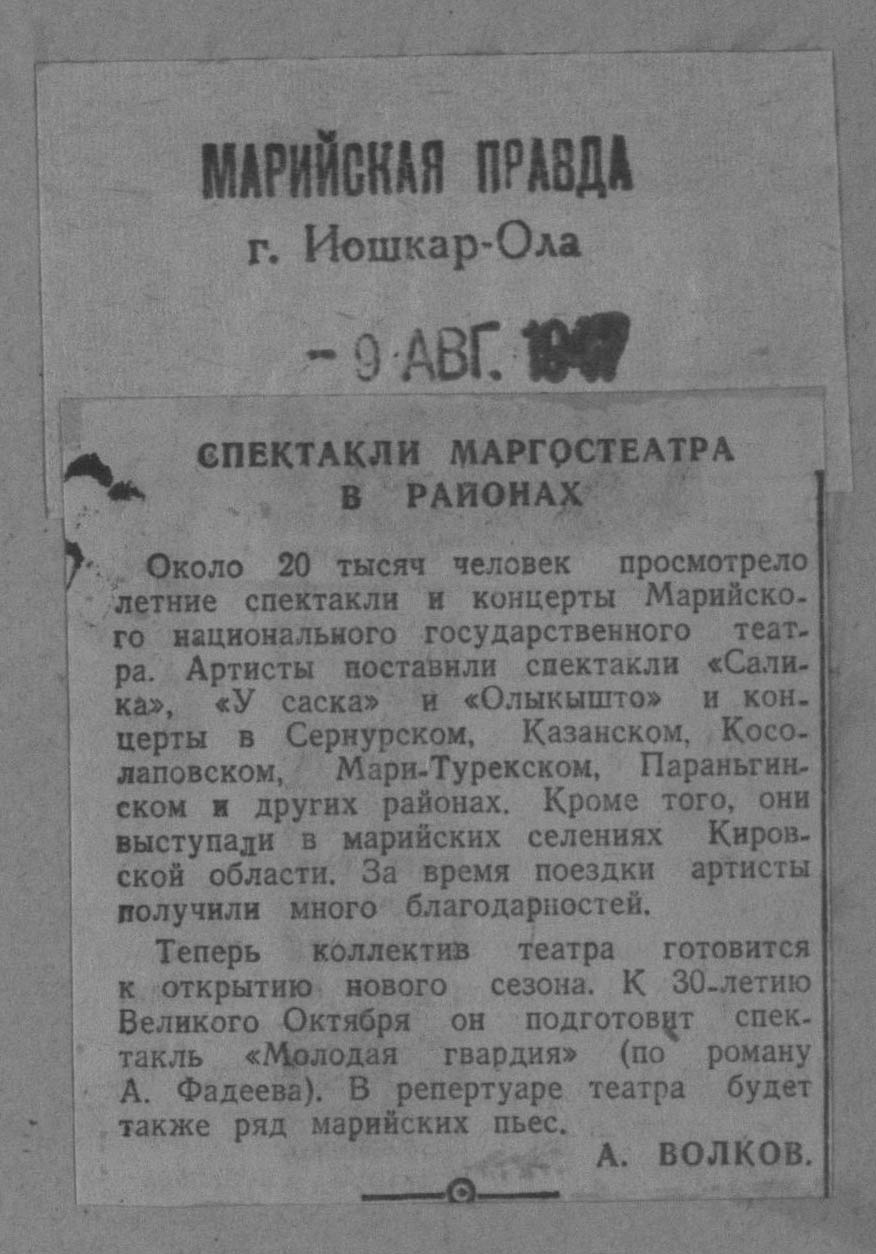 МАРИЙСКАЯ ПРАВДА
г. Иошкар-Ола
- 9 АВГ. 1947
СПЕКТАКЛИ МАРГОСТЕАТРА
В РАЙОНАХ
Около 20 тысяч человек просмотрело
летние спектакли и концерты Марийско-
го национального государственного теат-
ра. Артисты поставили спектакли «Сали-
ка», «У саска» и «Олыкышто» и кон-
церты в Сернурском, Казанском, Косо-
лаповском, Мари-Турекском, Параньгин-
ском и других районах. Кроме того, они
выступали в марийских селениях Киров-
ской области. За время поездки артисты
получили много благодарностей.
Теперь коллектив театра готовится
к открытию нового сезона. К 30-летию
Великого Октября он подготовит спек-
такль «Молодая гвардия» (по роману
А. Фадеева). В репертуаре театра будет
также ряд марийских пьес.
А. ВОЛКОВ.